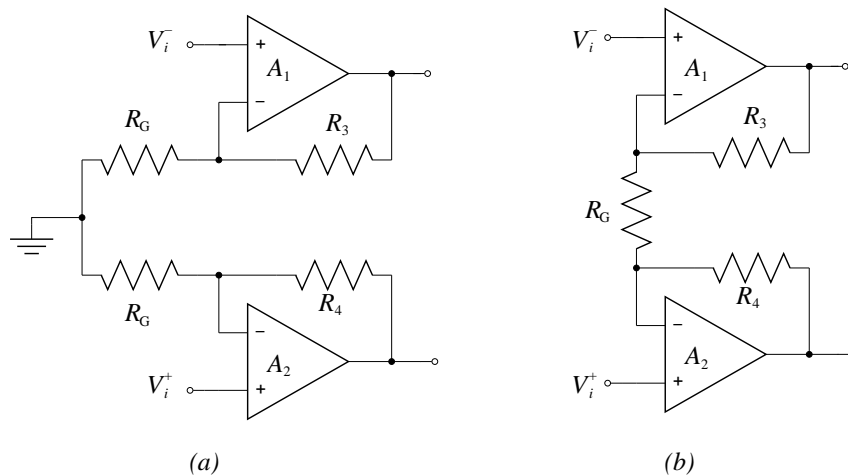 V_i^- + A_1 −
R_G R_3
R_G R_4
− A_2
V_i^+ +
(a)
V_i^- + A_1 −
R_3
R_G
R_4
− A_2
V_i^+ +
(b)